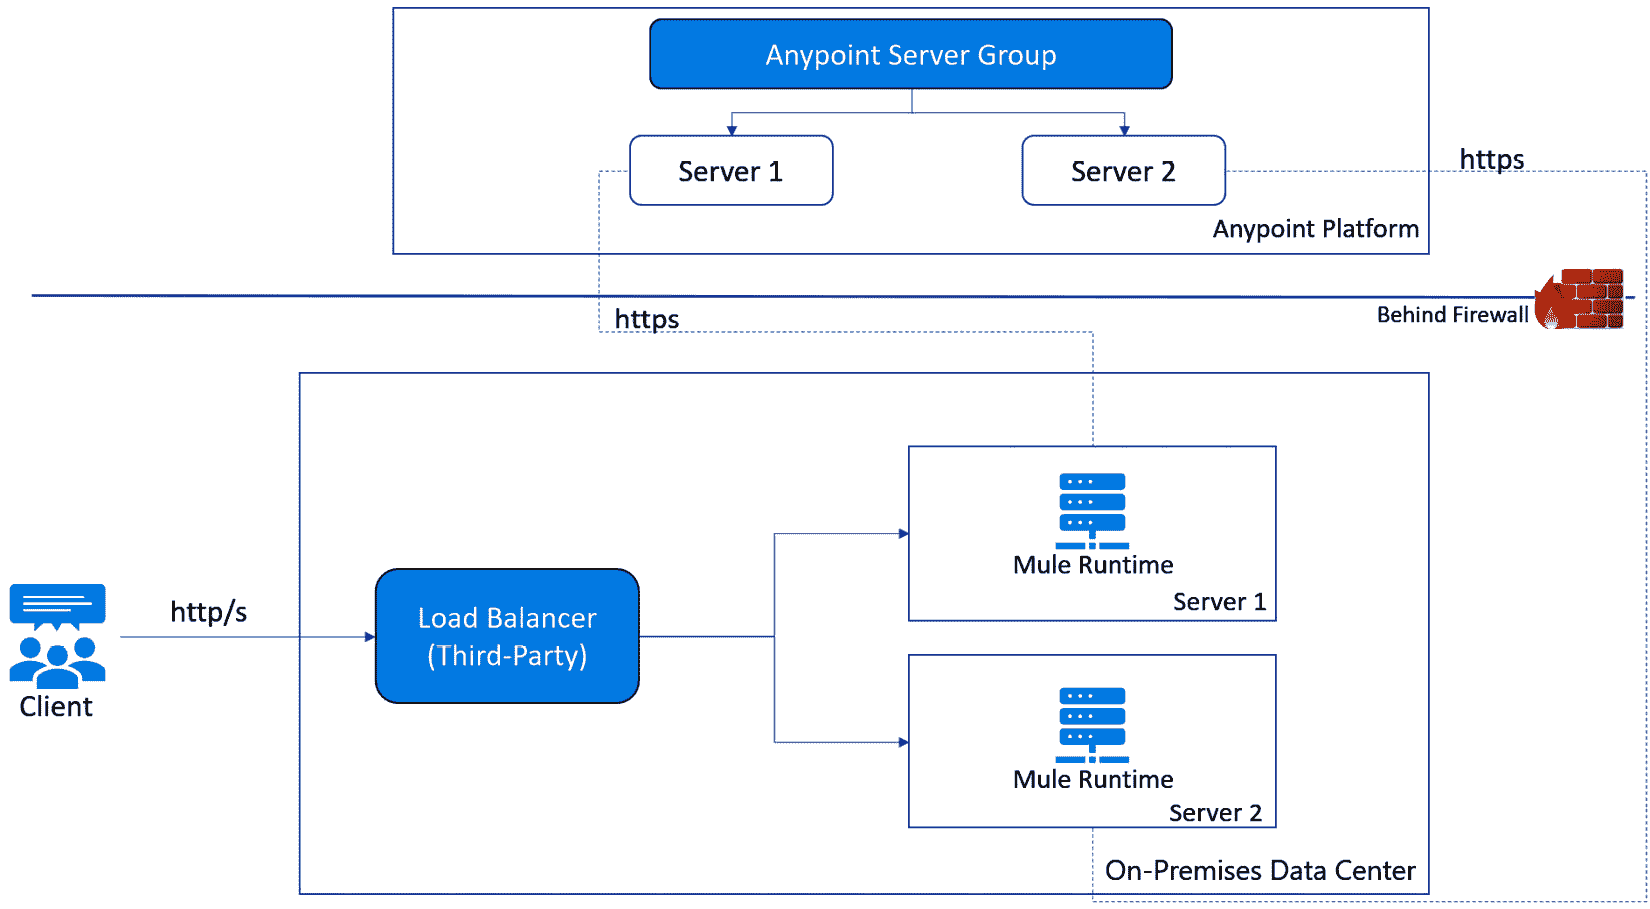 Anypoint Server Group
Server 1
Server 2
https
Anypoint Platform
https
Behind Firewall
Mule Runtime
Server 1
http/s
Load Balancer
(Third-Party)
Client
Mule Runtime
Server 2
On-Premises Data Center